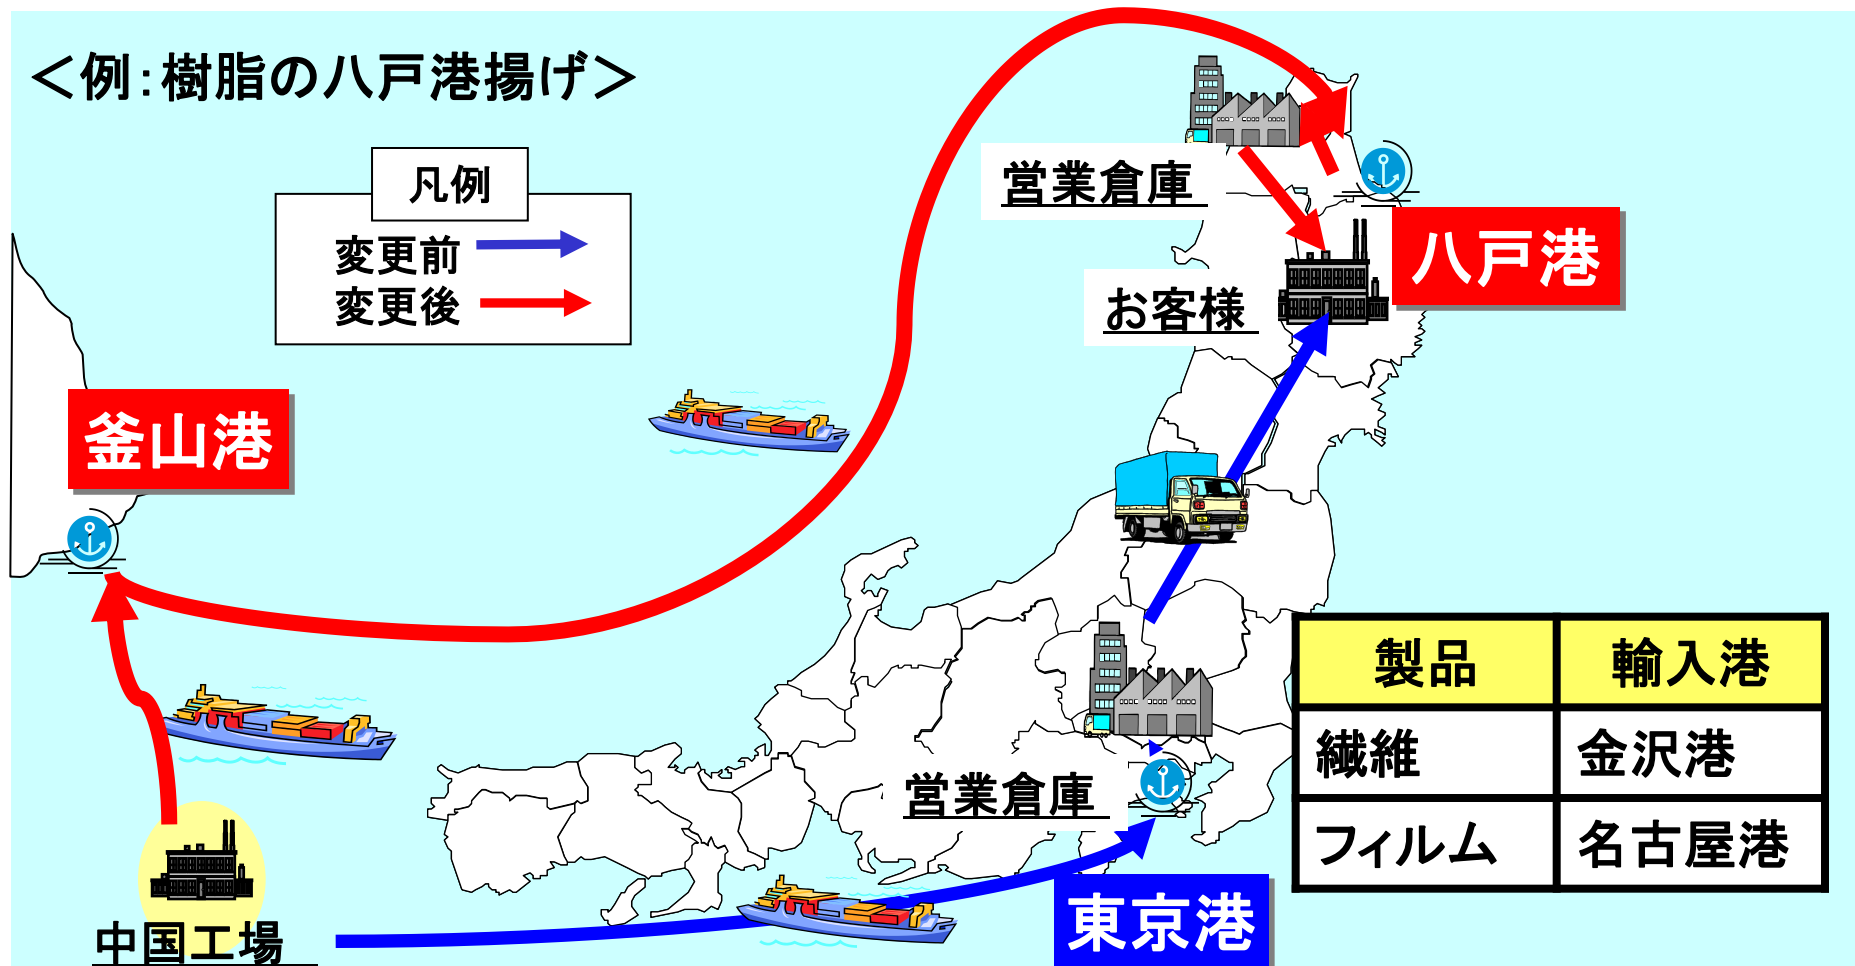 ＜例：樹脂の八戸港揚げ＞
凡例
変更前
変更後
営業倉庫
八戸港
お客様
釜山港
製品 輸入港
繊維 金沢港
フィルム 名古屋港
営業倉庫
東京港
中国工場